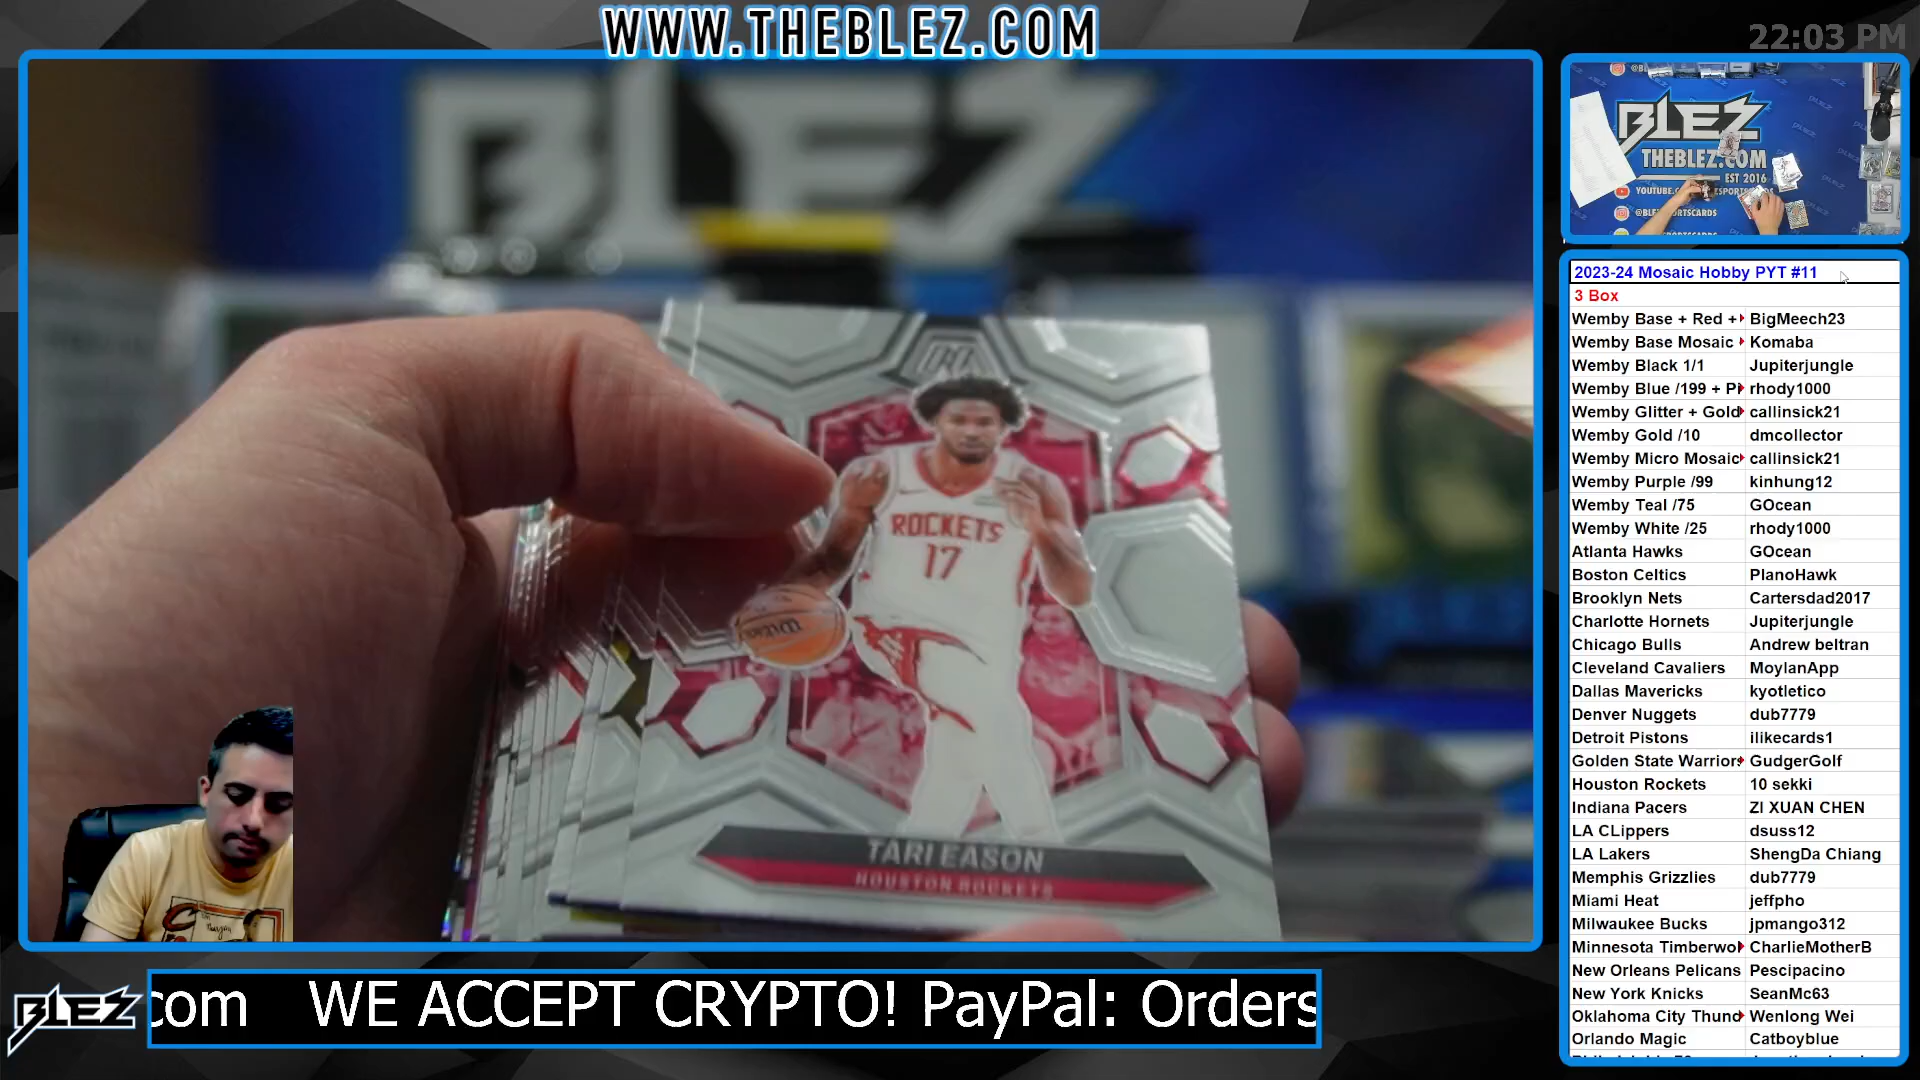 WWW.THEBLEZ.COM
22:03 PM
BLEZ
ROCKETS
17
Wilson
TARI EASON
HOUSTON ROCKETS
BLEZ
THEBLEZ.COM
EST 2016
2023-24 Mosaic Hobby PYT #11
3 Box
Wemby Base + Red + BigMeech23
Wemby Base Mosaic Komaba
Wemby Black 1/1 Jupiterjungle
Wemby Blue /199 + Pi rhody1000
Wemby Glitter + Gold callinsick21
Wemby Gold /10 dmcollector
Wemby Micro Mosaic callinsick21
Wemby Purple /99 kinhung12
Wemby Teal /75 GOcean
Wemby White /25 rhody1000
Atlanta Hawks GOcean
Boston Celtics PlanoHawk
Brooklyn Nets Cartersdad2017
Charlotte Hornets Jupiterjungle
Chicago Bulls Andrew beltran
Cleveland Cavaliers MoylanApp
Dallas Mavericks kyotletico
Denver Nuggets dub7779
Detroit Pistons ilikecards1
Golden State Warriors GudgerGolf
Houston Rockets 10 sekki
Indiana Pacers ZI XUAN CHEN
LA CLippers dsuss12
LA Lakers ShengDa Chiang
Memphis Grizzlies dub7779
Miami Heat jeffpho
Milwaukee Bucks jpmango312
Minnesota Timberwol CharlieMotherB
New Orleans Pelicans Pescipacino
New York Knicks SeanMc63
Oklahoma City Thund Wenlong Wei
Orlando Magic Catboyblue
BLEZ
com WE ACCEPT CRYPTO! PayPal: Orders